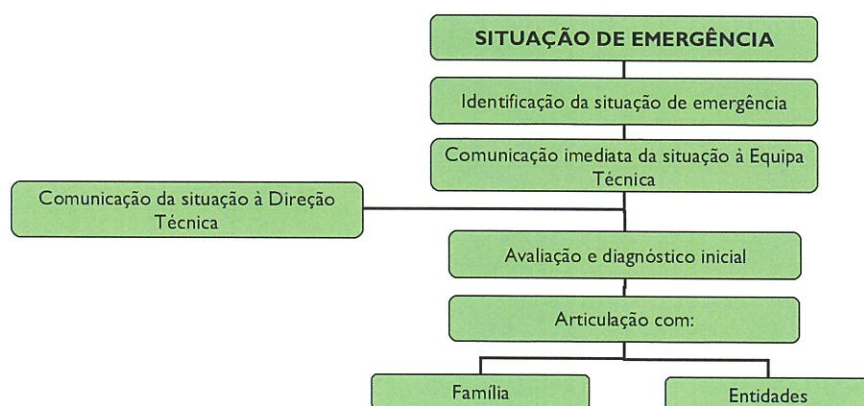 SITUAÇÃO DE EMERGÊNCIA
Identificação da situação de emergência
Comunicação imediata da situação à Equipa
Técnica
Comunicação da situação à Direção
Técnica
Avaliação e diagnóstico inicial
Articulação com:
Família
Entidades